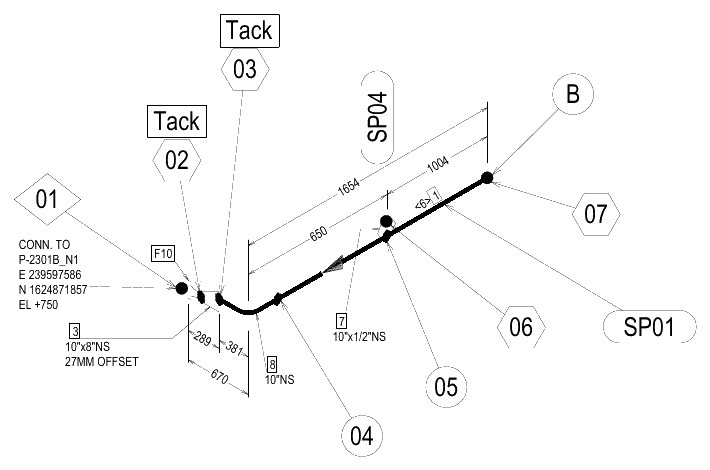 Tack
03
B
SP04
Tack
02
1654
1004
01
<6> 1
07
650
CONN. TO
P-2301B_N1
E 239597586
N 1624871857
EL +750
F10
3
10"x8"NS
27MM OFFSET
289
381
670
8
10"NS
7
10"x1/2"NS
06
SP01
05
04